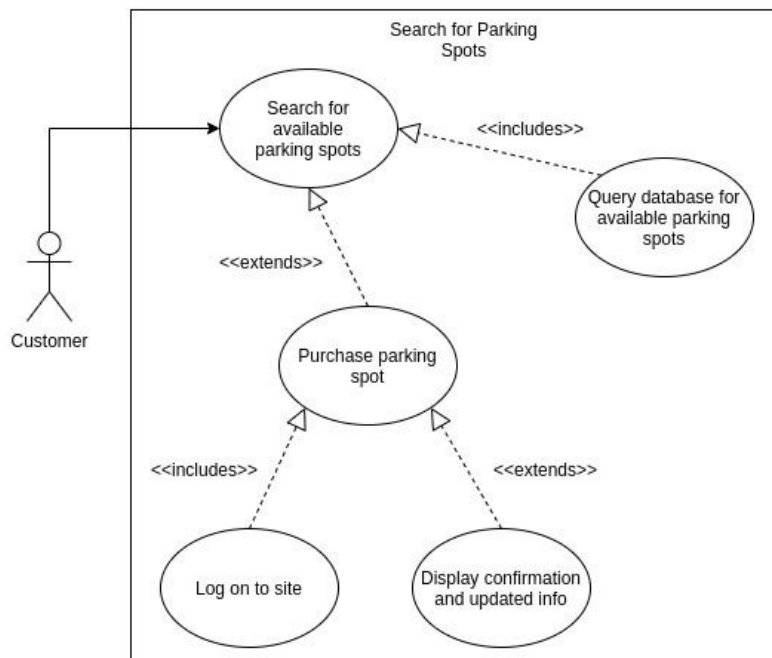 Search for Parking
Spots
Search for
available
parking spots
<<includes>>
Query database for
available parking
spots
<<extends>>
Customer
Purchase parking
spot
<<includes>>
<<extends>>
Log on to site
Display confirmation
and updated info